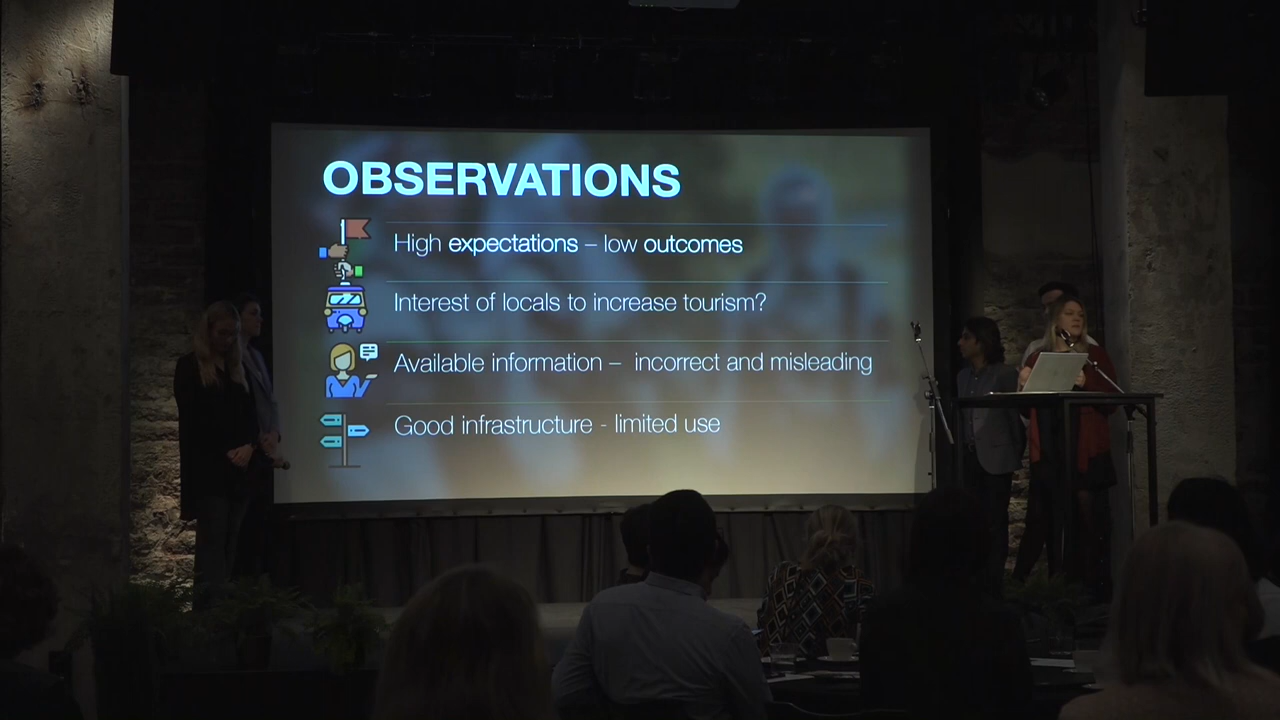 OBSERVATIONS
High expectations – low outcomes
Interest of locals to increase tourism?
Available information – incorrect and misleading
Good infrastructure - limited use